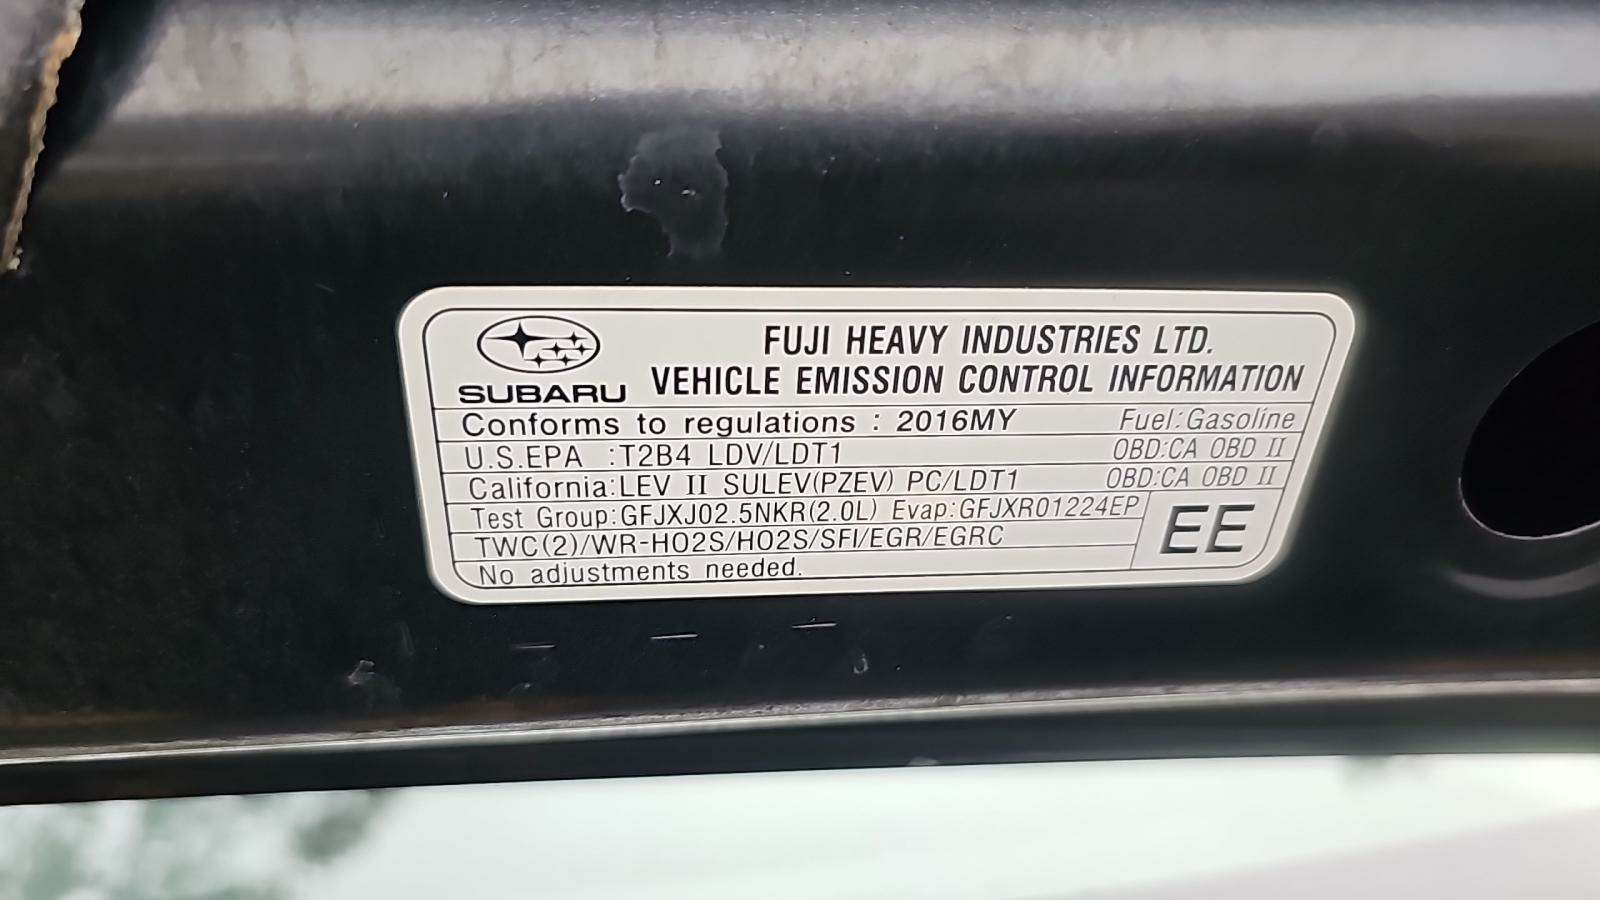 SUBARU
FUJI HEAVY INDUSTRIES LTD.
VEHICLE EMISSION CONTROL INFORMATION
Conforms to regulations : 2016MY Fuel:Gasoline
U.S.EPA :T2B4 LDV/LDT1 OBD:CA OBD II
California:LEV II SULEV(PZEV) PC/LDT1 OBD:CA OBD II
Test Group:GFJXJ02.5NKR(2.0L) Evap:GFJXR01224EP
TWC(2)/WR-HO2S/HO2S/SFI/EGR/EGRC
No adjustments needed.
EE